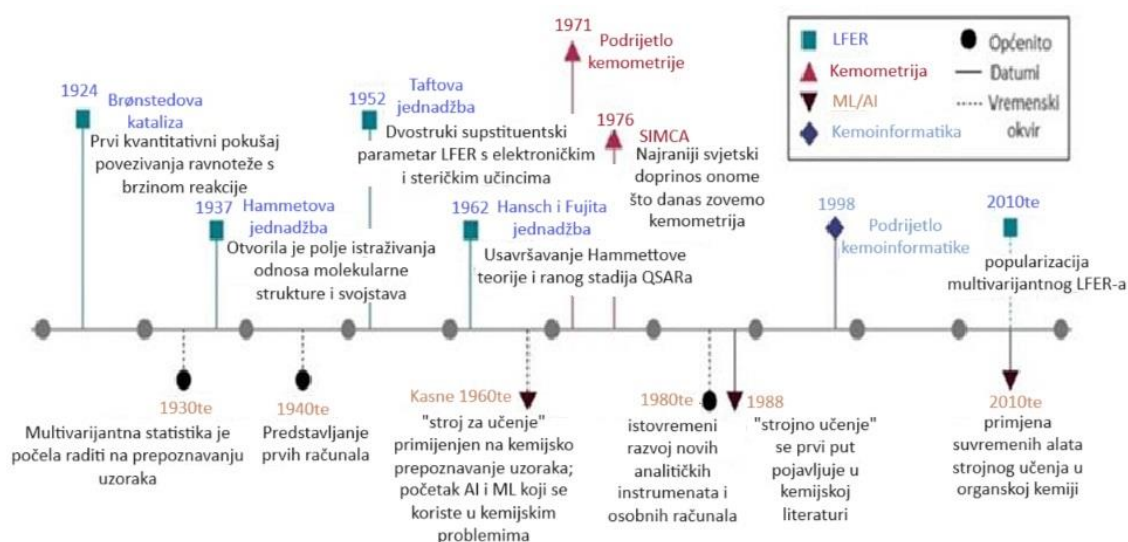 1924
Brønstedova
kataliza
Prvi kvantitativni pokušaj
povezivanja ravnoteže s
brzinom reakcije
1937
Hammetova
jednadžba
Otvorila je polje istraživanja
odnosa molekularne
strukture i svojstava
1952
Taftova
jednadžba
Dvostruki supstituentski
parametar LFER s elektroničkim
i steričkim učincima
1962
Hansch i Fujita
jednadžba
Usavršavanje Hammettove
teorije i ranog stadija QSARa
1971
Podrijetlo
kemometrije
1976
SIMCA
Najraniji svjetski
doprinos onome
što danas zovemo
kemometrija
1998
Podrijetlo
kemoinformatike
2010te
popularizacija
multivarijantnog LFER-a
LFER
Kemometrija
ML/AI
Kemoinformatika
Općenito
Datumi
Vremenski
okvir
1930te
Multivarijantna statistika je
počela raditi na prepoznavanju
uzoraka
1940te
Predstavljanje
prvih računala
Kasne 1960te
"stroj za učenje"
primijenjen na kemijsko
prepoznavanje uzoraka;
početak AI i ML koji se
koriste u kemijskim
problemima
1980te
istovremeni
razvoj novih
analitičkih
instrumenata i
osobnih računala
1988
"strojno učenje"
se prvi put
pojavljuje u
kemijskoj
literaturi
2010te
primjena
suvremenih alata
strojnog učenja u
organskoj kemiji